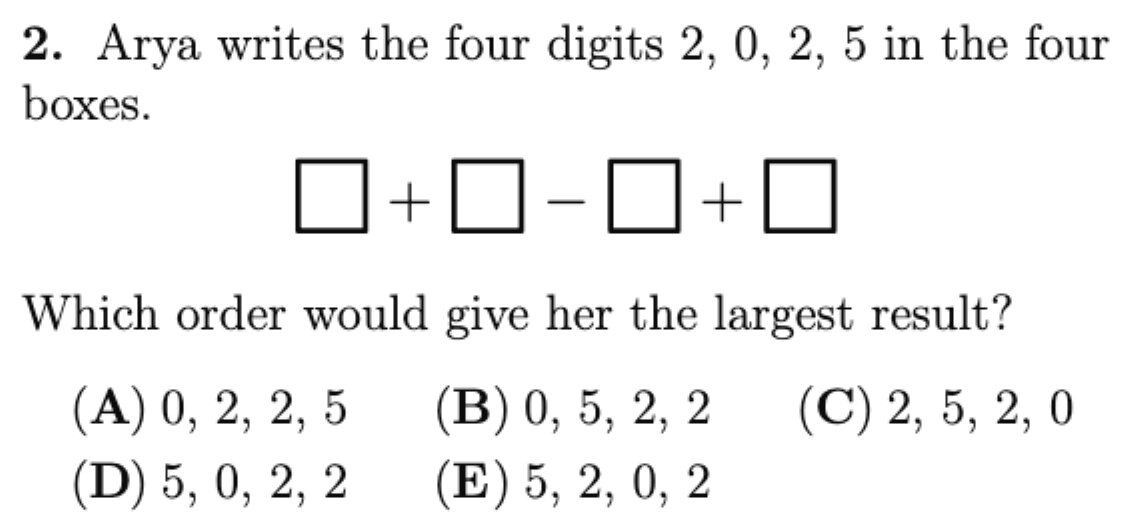 2. Arya writes the four digits 2, 0, 2, 5 in the four
boxes.
□ + □ − □ + □
Which order would give her the largest result?
(A) 0, 2, 2, 5 (B) 0, 5, 2, 2 (C) 2, 5, 2, 0
(D) 5, 0, 2, 2 (E) 5, 2, 0, 2